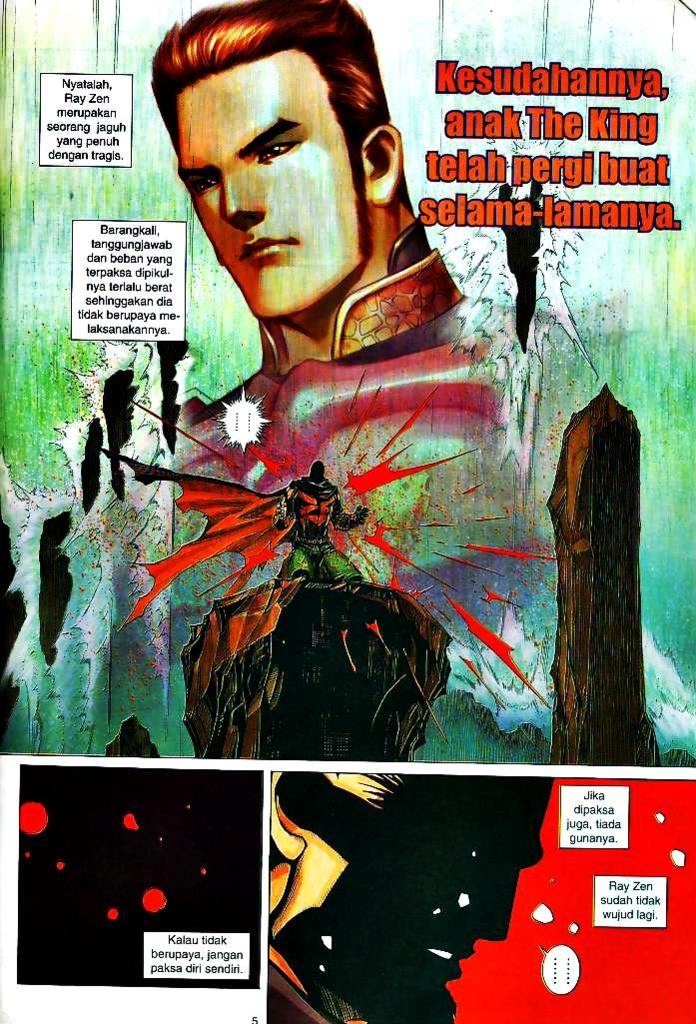 Nyatalah,
Ray Zen
merupakan
seorang jaguh
yang penuh
dengan tragis.
Kesudahannya,
anak The King
telah pergi buat
selama-lamanya.
Barangkali,
tanggungjawab
dan beban yang
terpaksa dipikul-
nya terlalu berat
sehinggakan dia
tidak berupaya me-
laksanakannya.
Kalau tidak
berupaya, jangan
paksa diri sendiri.
Jika
dipaksa
juga, tiada
gunanya.
Ray Zen
sudah tidak
wujud lagi.
5